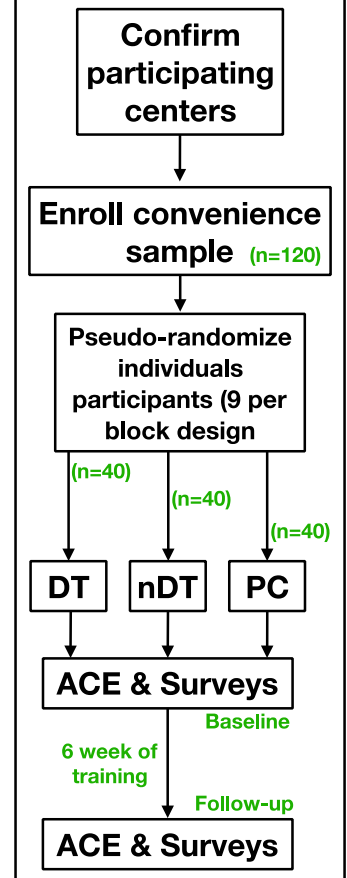 Confirm
participating
centers
Enroll convenience
sample (n=120)
Pseudo-randomize
individuals
participants (9 per
block design
(n=40)
(n=40)
(n=40)
DT nDT PC
ACE & Surveys
Baseline
6 week of
training
Follow-up
ACE & Surveys